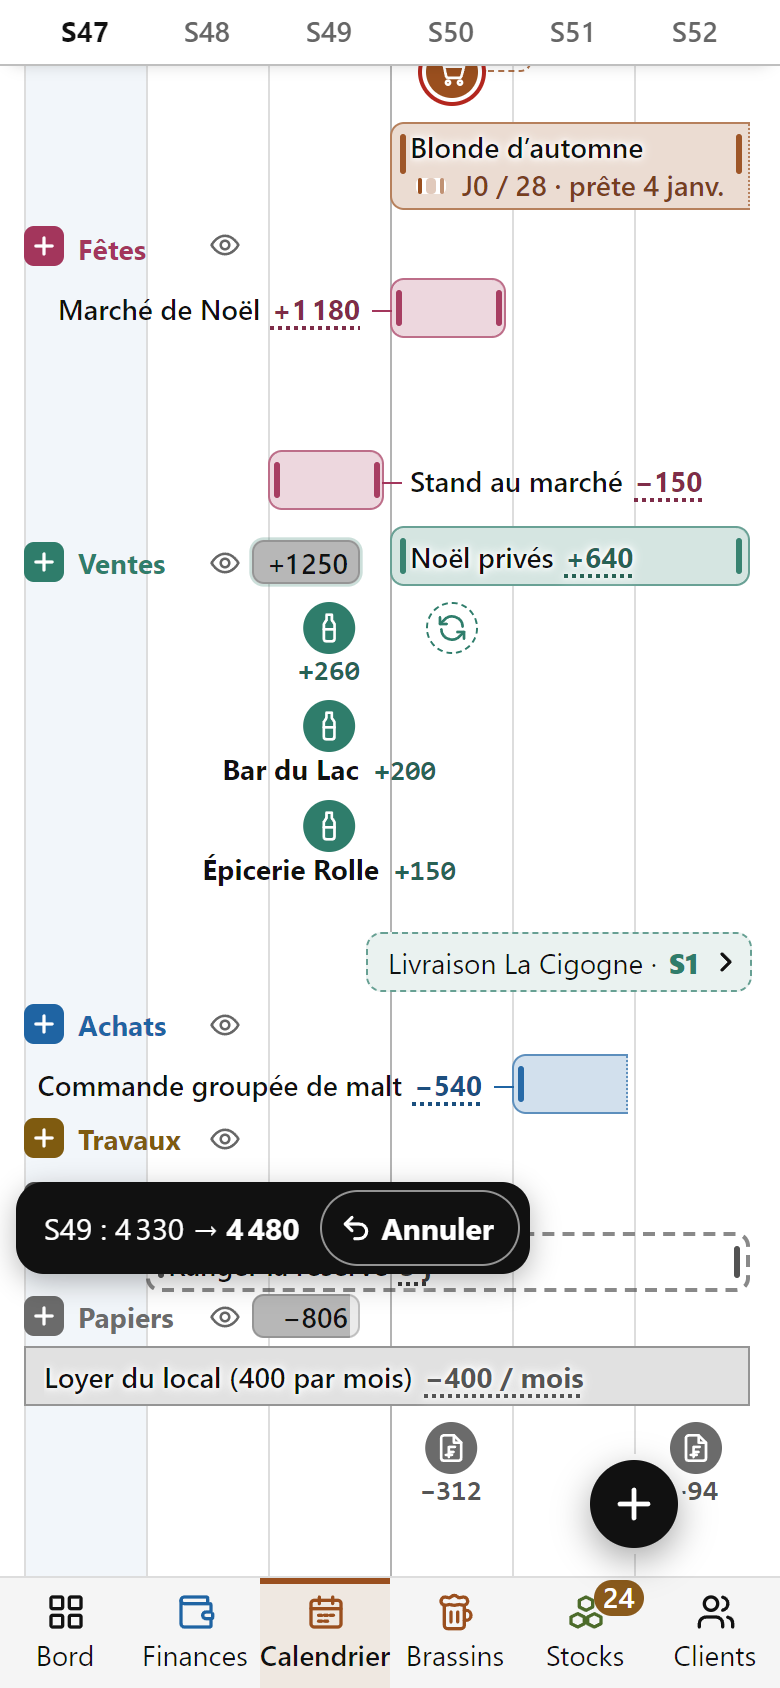 S47 S48 S49 S50 S51 S52
Blonde d’automne
J0 / 28 · prête 4 janv.
Fêtes
Marché de Noël +1 180
Stand au marché −150
Ventes +1 250 Noël privés +640
+260
Bar du Lac +200
Épicerie Rolle +150
Livraison La Cigogne · S1
Achats
Commande groupée de malt −540
Travaux
S49 : 4 330 → 4 480 Annuler
Papiers −806
Loyer du local (400 par mois) −400 / mois
−312 94
24
Bord Finances Calendrier Brassins Stocks Clients